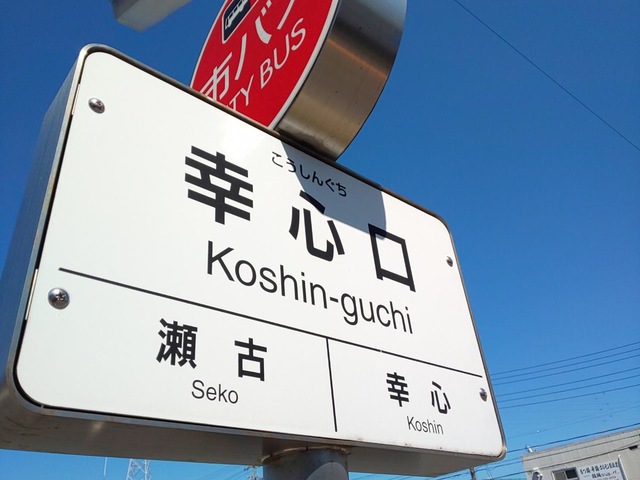 市バス
CITY BUS
こうしんぐち
幸心口
Koshin-guchi
瀬古
Seko
幸心
Koshin